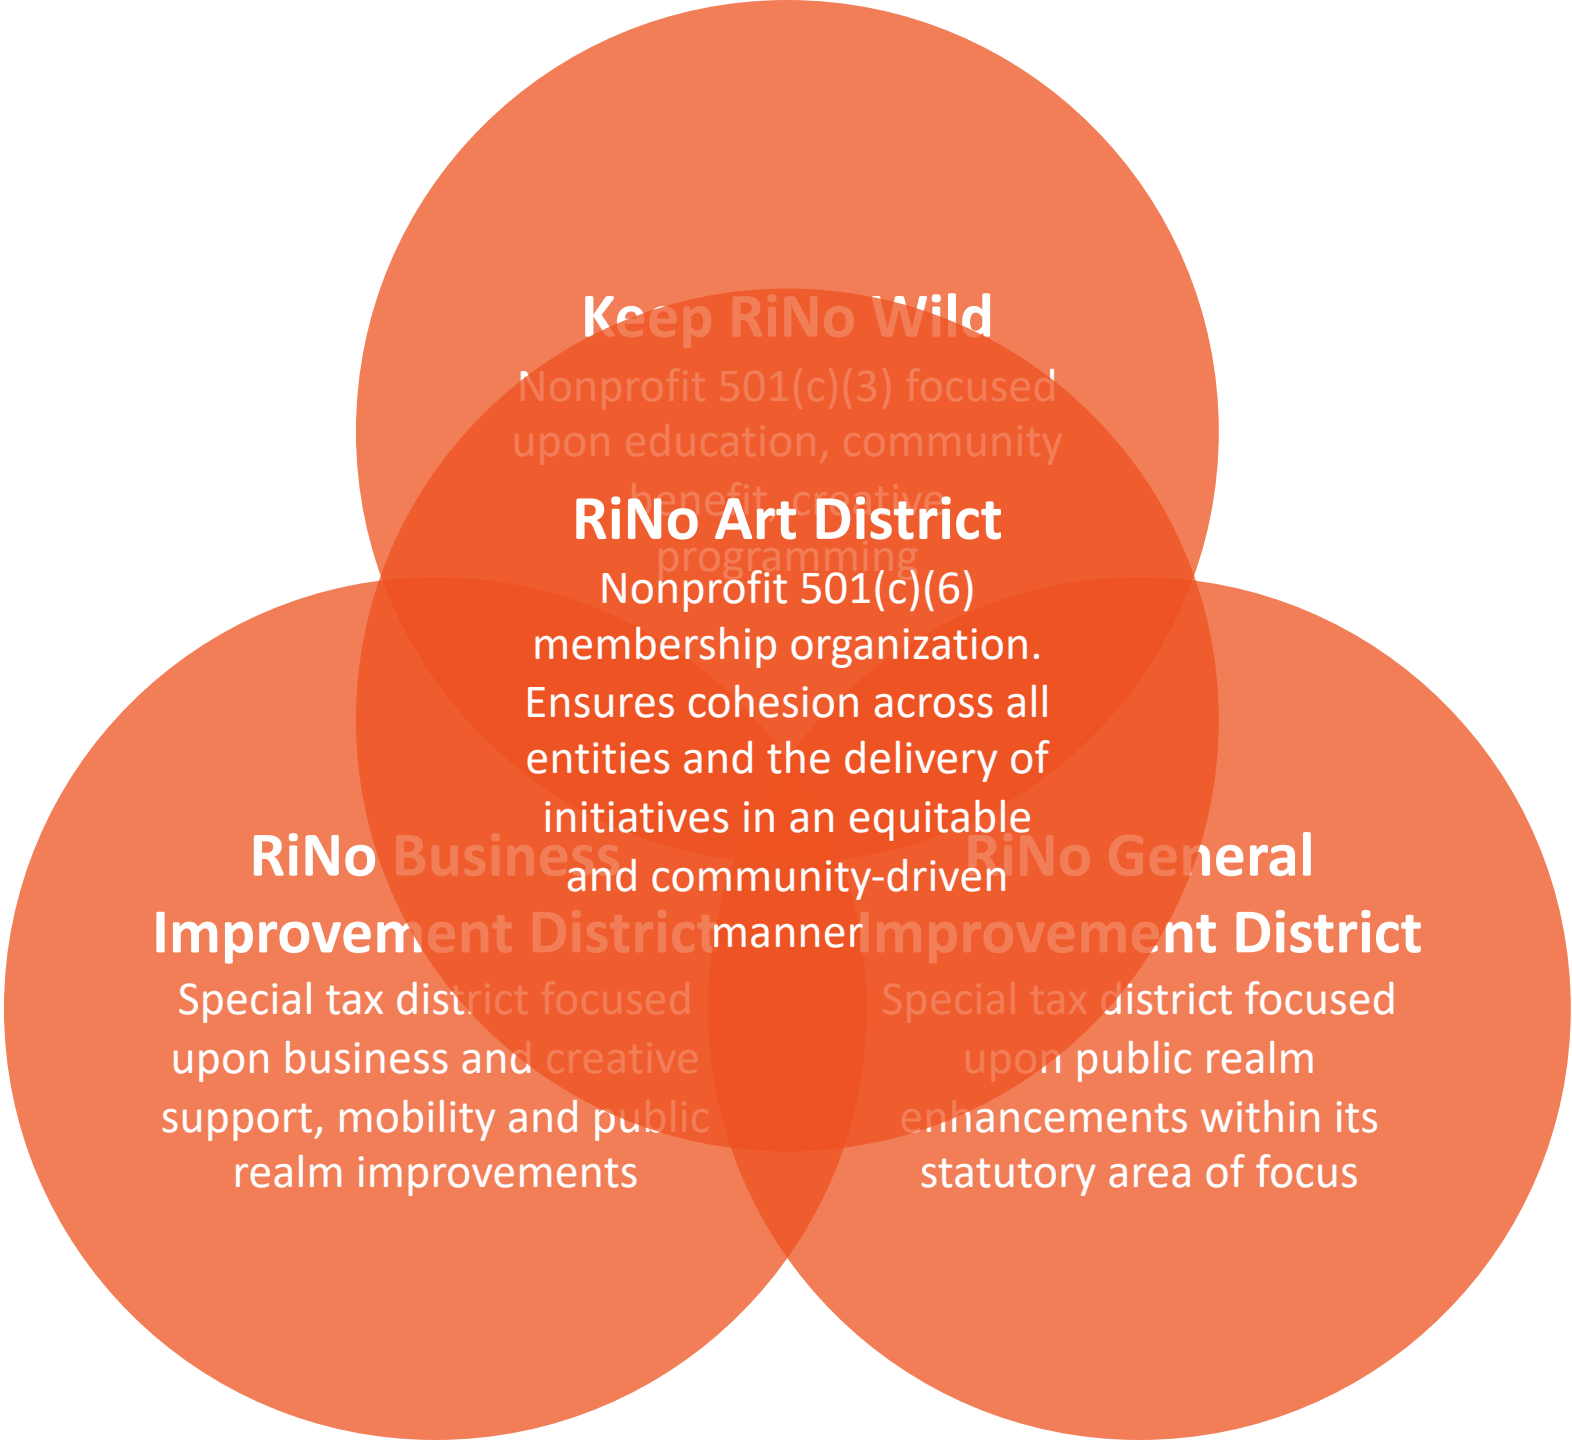 Keep RiNo Wild
Nonprofit 501(c)(3) focused
upon education, community
benefit, creative
programming
RiNo Art District
Nonprofit 501(c)(6)
membership organization.
Ensures cohesion across all
entities and the delivery of
initiatives in an equitable
and community-driven
manner
RiNo Business
Improvement District
Special tax district focused
upon business and creative
support, mobility and public
realm improvements
RiNo General
Improvement District
Special tax district focused
upon public realm
enhancements within its
statutory area of focus